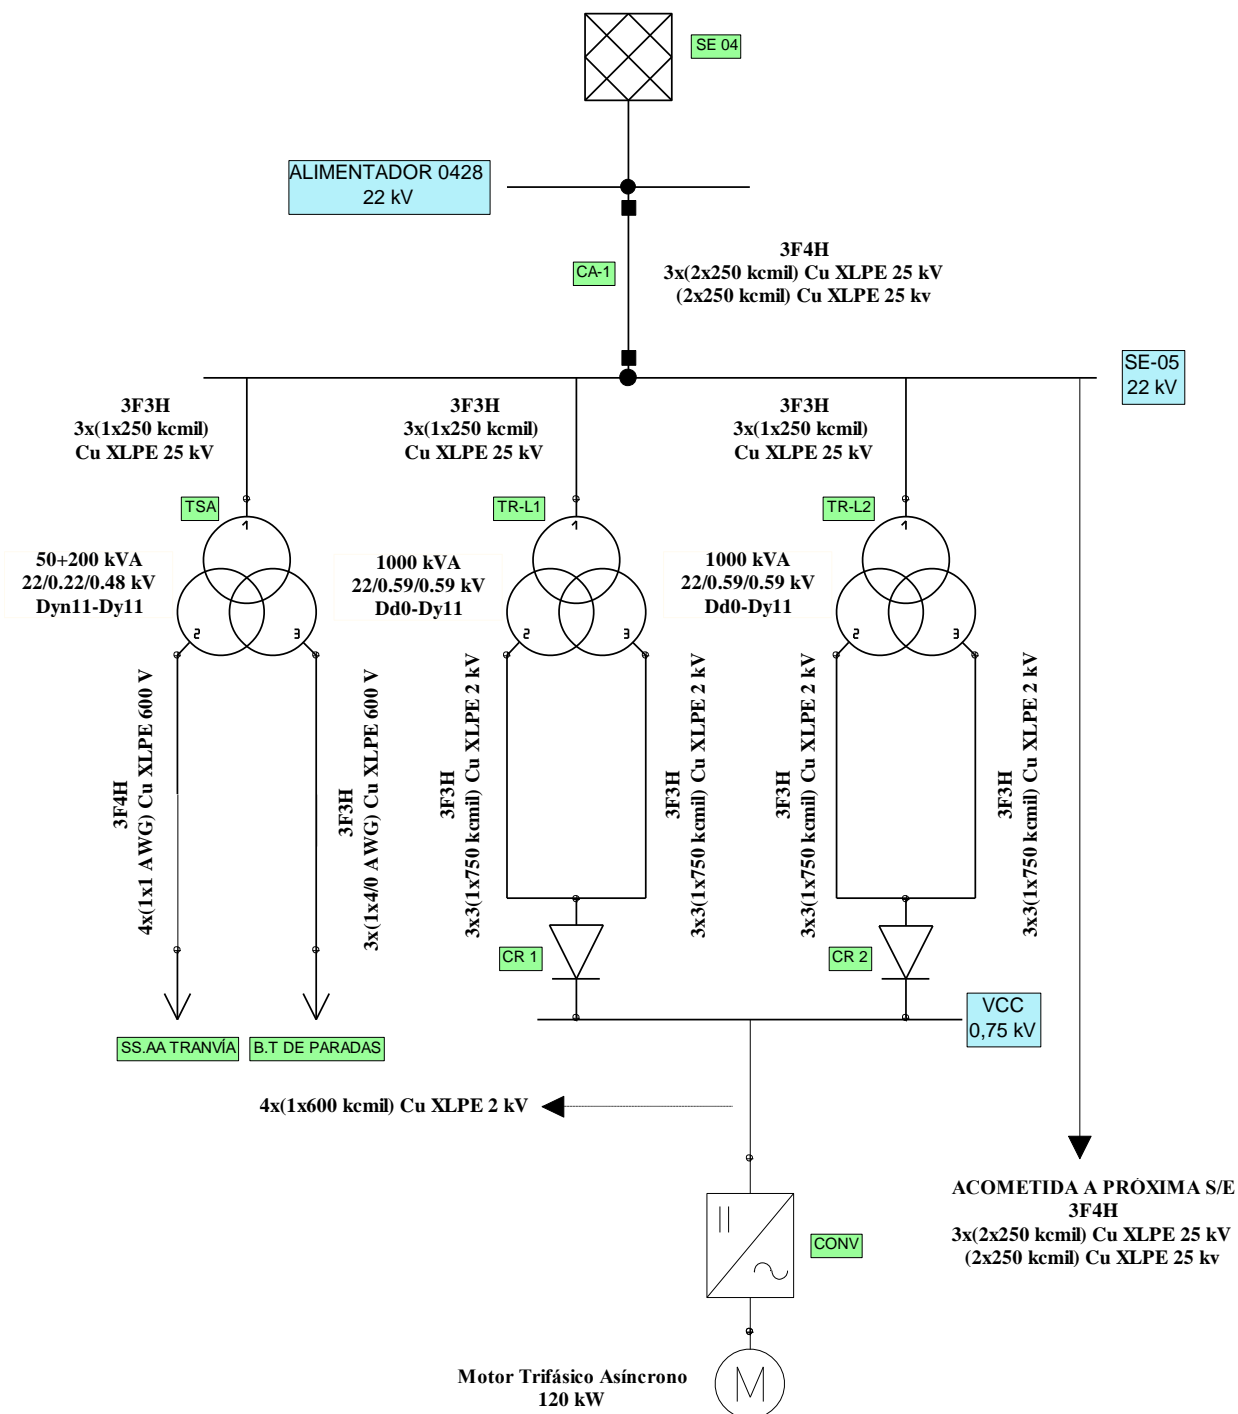 SE 04
ALIMENTADOR 0428
22 kV
CA-1
3F4H
3x(2x250 kcmil) Cu XLPE 25 kV
(2x250 kcmil) Cu XLPE 25 kv
SE-05
22 kV
3F3H
3x(1x250 kcmil)
Cu XLPE 25 kV
3F3H
3x(1x250 kcmil)
Cu XLPE 25 kV
3F3H
3x(1x250 kcmil)
Cu XLPE 25 kV
TSA
1
2
3
50+200 kVA
22/0.22/0.48 kV
Dyn11-Dy11
TR-L1
1
2
3
1000 kVA
22/0.59/0.59 kV
Dd0-Dy11
TR-L2
1
2
3
1000 kVA
22/0.59/0.59 kV
Dd0-Dy11
3F4H
4x(1x1 AWG) Cu XLPE 600 V
3F3H
3x(1x4/0 AWG) Cu XLPE 600 V
3F3H
3x3(1x750 kcmil) Cu XLPE 2 kV
3F3H
3x3(1x750 kcmil) Cu XLPE 2 kV
3F3H
3x3(1x750 kcmil) Cu XLPE 2 kV
3F3H
3x3(1x750 kcmil) Cu XLPE 2 kV
CR 1
CR 2
VCC
0,75 kV
SS.AA TRANVÍA
B.T DE PARADAS
4x(1x600 kcmil) Cu XLPE 2 kV
ACOMETIDA A PRÓXIMA S/E
3F4H
3x(2x250 kcmil) Cu XLPE 25 kV
(2x250 kcmil) Cu XLPE 25 kv
CONV
Motor Trifásico Asíncrono
120 kW
M